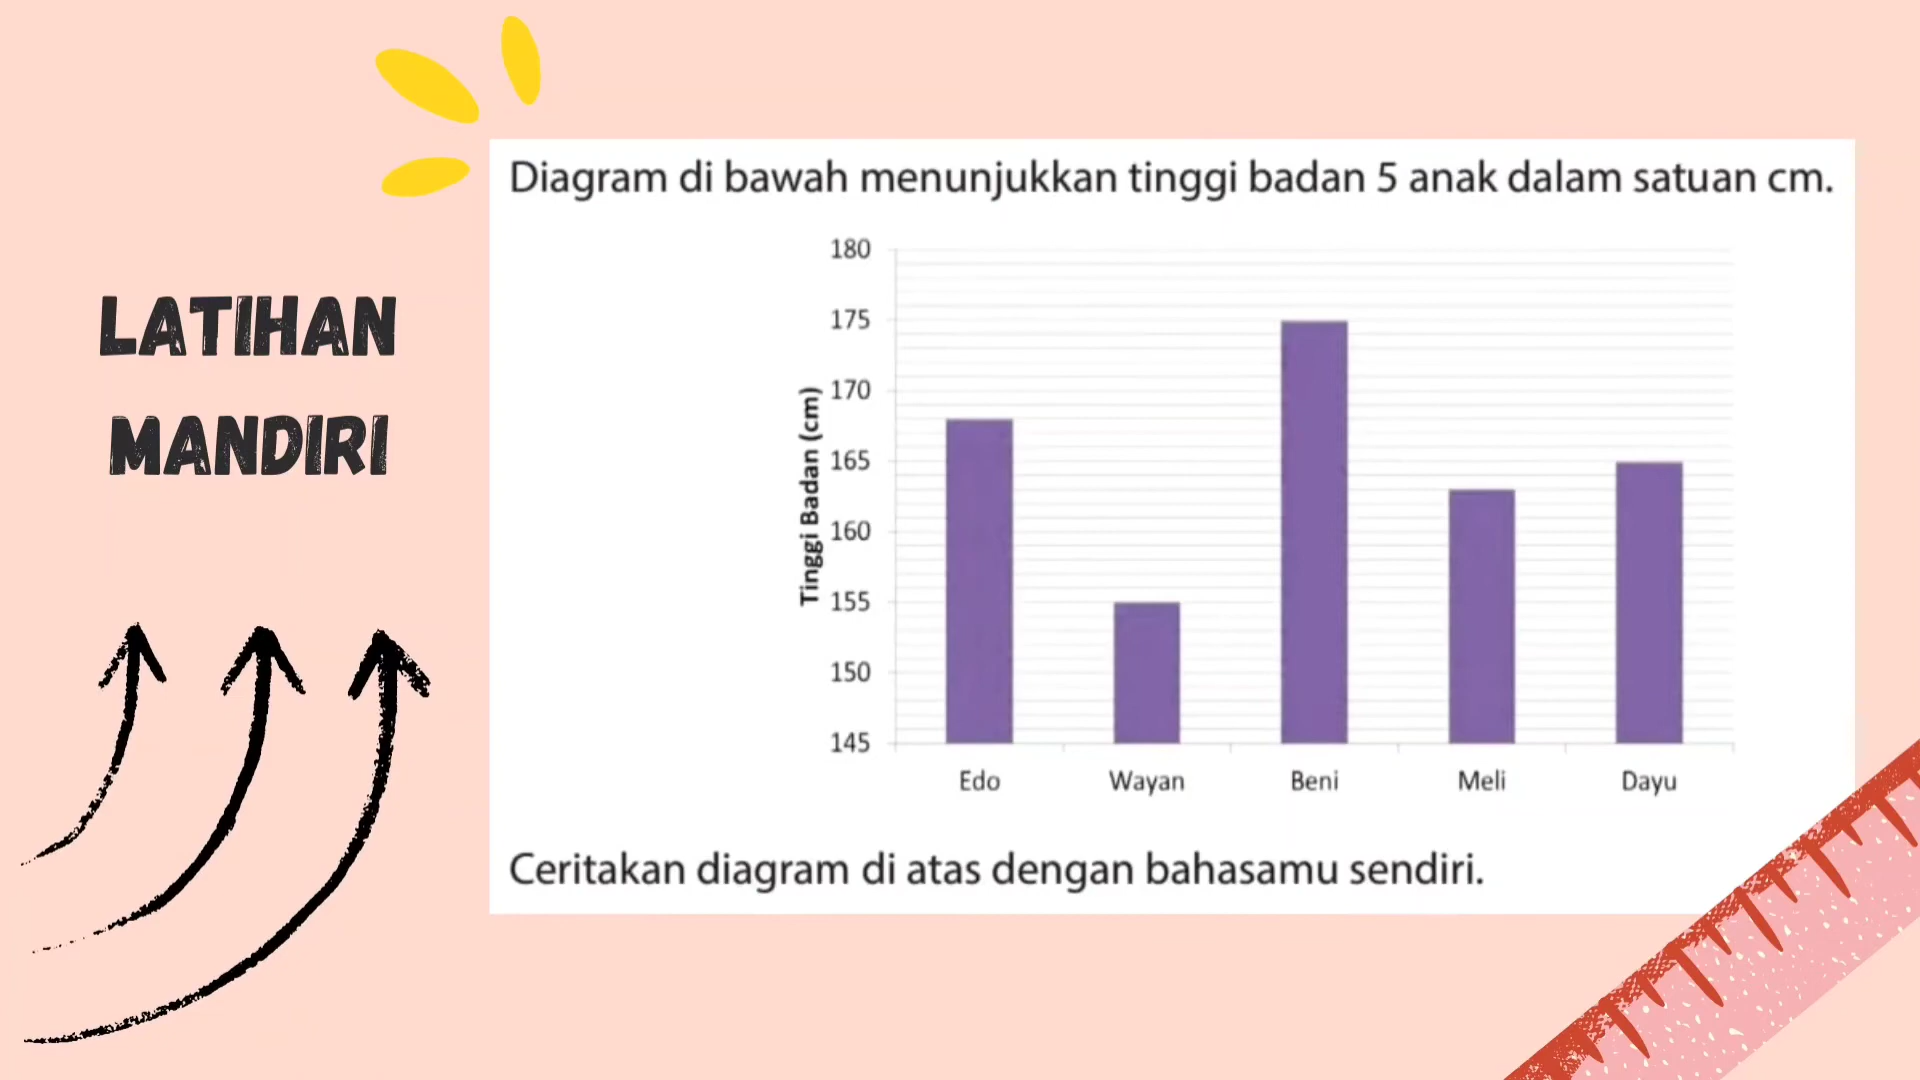 LATIHAN
MANDIRI
Diagram di bawah menunjukkan tinggi badan 5 anak dalam satuan cm.
Tinggi Badan (cm)
180
175
170
165
160
155
150
145
Edo Wayan Beni Meli Dayu
Ceritakan diagram di atas dengan bahasamu sendiri.